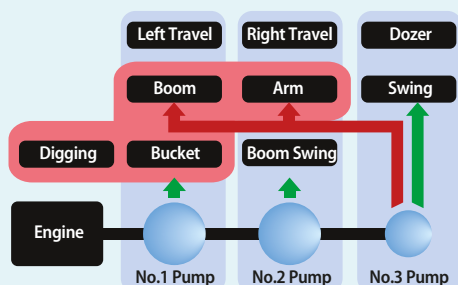 Left Travel Right Travel Dozer
Boom Arm Swing
Digging Bucket Boom Swing
Engine
No.1 Pump No.2 Pump No.3 Pump